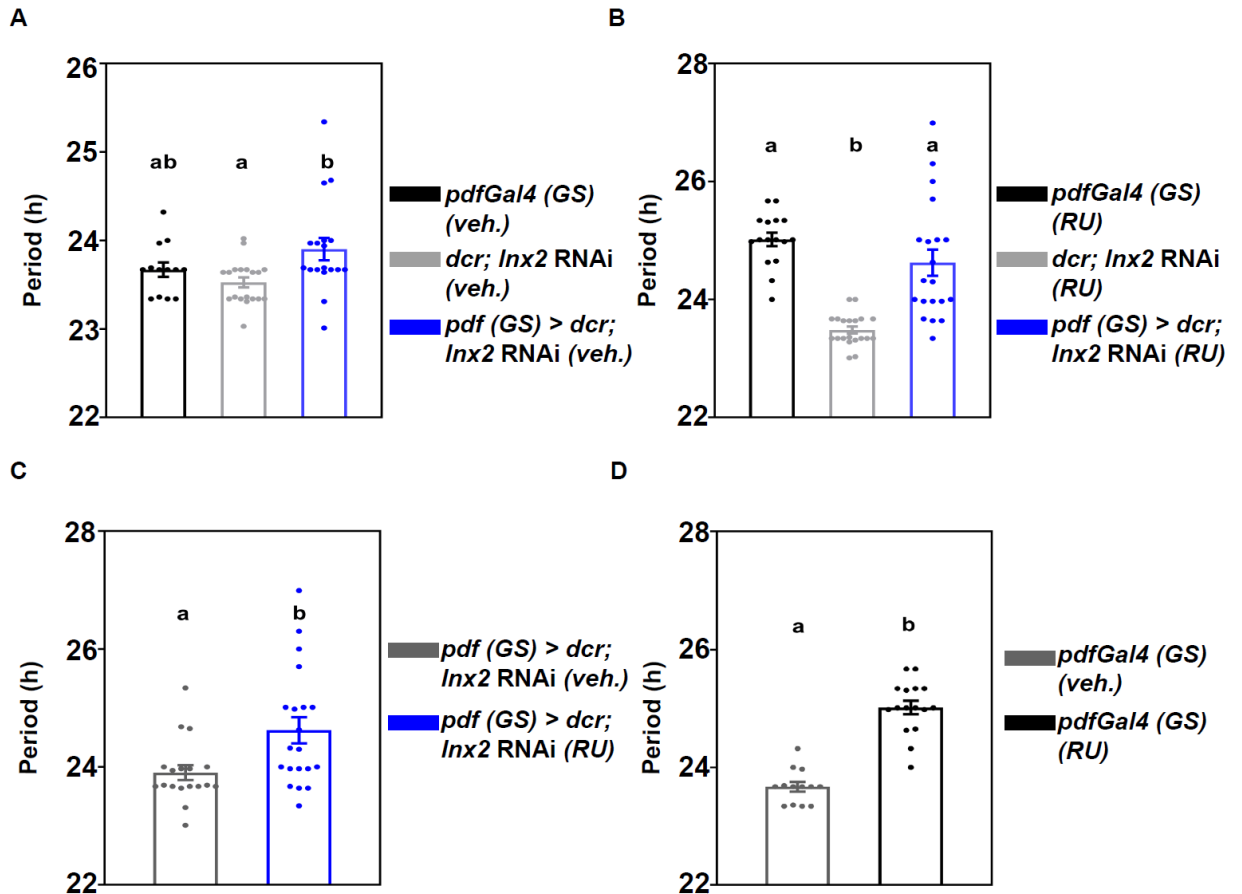 A
Period (h)
26
25
24
23
22
ab
a
b
pdfGal4 (GS)
(veh.)
dcr; Inx2 RNAi
(veh.)
pdf (GS) > dcr;
Inx2 RNAi (veh.)
B
Period (h)
28
26
24
22
a
b
a
pdfGal4 (GS)
(RU)
dcr; Inx2 RNAi
(RU)
pdf (GS) > dcr;
Inx2 RNAi (RU)
C
Period (h)
28
26
24
22
a
b
pdf (GS) > dcr;
Inx2 RNAi (veh.)
pdf (GS) > dcr;
Inx2 RNAi (RU)
D
Period (h)
28
26
24
22
a
b
pdfGal4 (GS)
(veh.)
pdfGal4 (GS)
(RU)